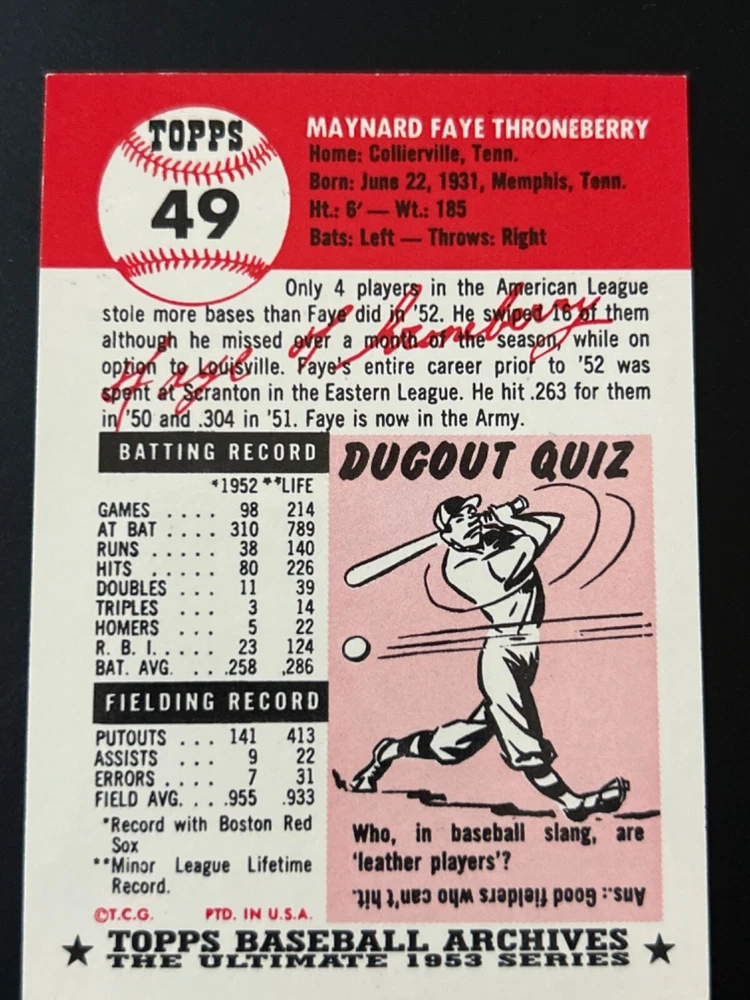 TOPPS
49
MAYNARD FAYE THRONEBERRY
Home: Collierville, Tenn.
Born: June 22, 1931, Memphis, Tenn.
Ht.: 6' — Wt.: 185
Bats: Left — Throws: Right
Only 4 players in the American League
stole more bases than Faye did in '52. He swiped 16 of them
although he missed over a month of the season, while on
option to Louisville. Faye's entire career prior to '52 was
spent at Scranton in the Eastern League. He hit .263 for them
in '50 and .304 in '51. Faye is now in the Army.
Faye Throneberry
BATTING RECORD
*1952 **LIFE
GAMES .... 98 214
AT BAT .... 310 789
RUNS ..... 38 140
HITS ..... 80 226
DOUBLES ... 11 39
TRIPLES ... 3 14
HOMERS ... 5 22
R. B. I. .... 23 124
BAT. AVG. .. .258 .286
FIELDING RECORD
PUTOUTS ... 141 413
ASSISTS ... 9 22
ERRORS ... 7 31
FIELD AVG. .. .955 .933
*Record with Boston Red
Sox
**Minor League Lifetime
Record.
©T.C.G. PTD. IN U.S.A.
DUGOUT QUIZ
Who, in baseball slang, are
'leather players'?
Ans.: Good fielders who can't hit.
★ TOPPS BASEBALL ARCHIVES ★
THE ULTIMATE 1953 SERIES